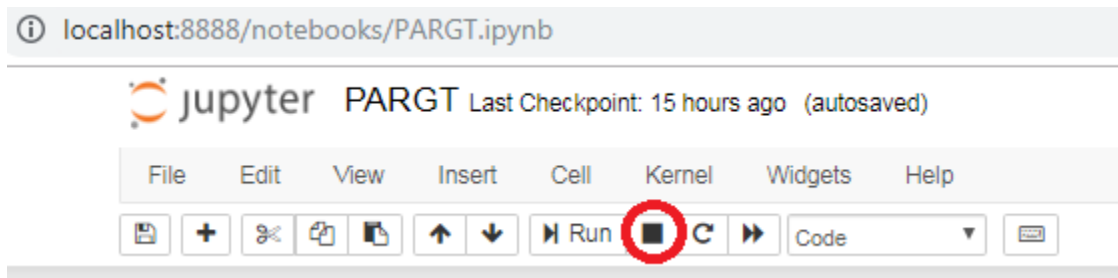 localhost:8888/notebooks/PARGT.ipynb
jupyter PARGT Last Checkpoint: 15 hours ago (autosaved)
File Edit View Insert Cell Kernel Widgets Help
Run Code